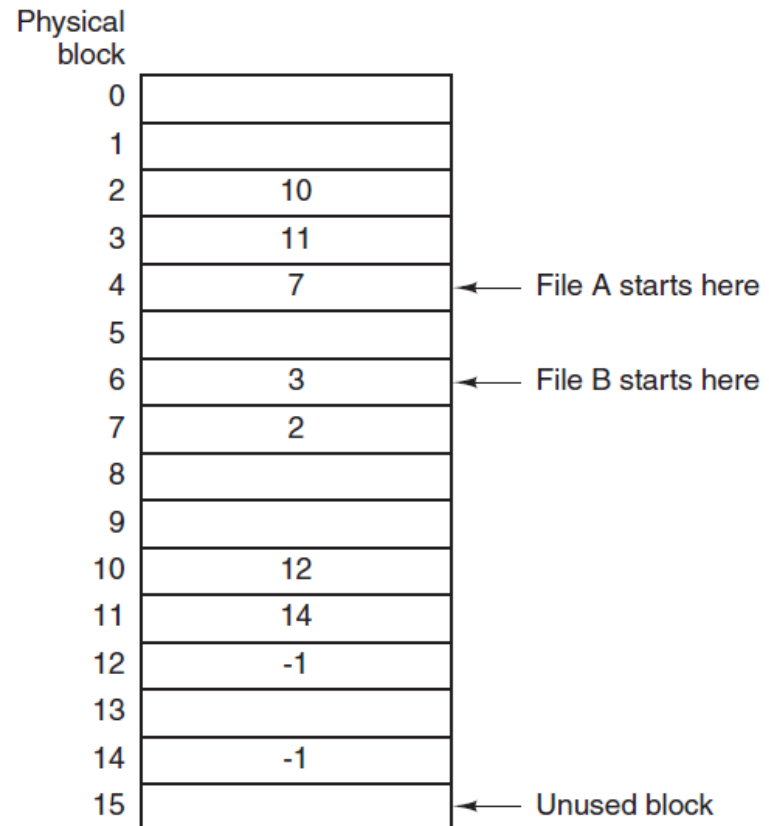 Physical
block
0
1
2 10
3 11
4 7 File A starts here
5
6 3 File B starts here
7 2
8
9
10 12
11 14
12 -1
13
14 -1
15 Unused block